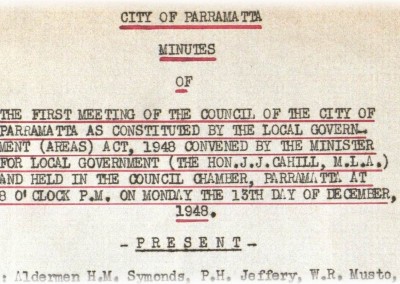 CITY OF PARRAMATTA
MINUTES
OF
THE FIRST MEETING OF THE COUNCIL OF THE CITY OF
PARRAMATTA AS CONSTITUTED BY THE LOCAL GOVERN-
MENT (AREAS) ACT, 1948 CONVENED BY THE MINISTER
FOR LOCAL GOVERNMENT (THE HON.J.J.CAHILL, M.L.A.)
AND HELD IN THE COUNCIL CHAMBER, PARRAMATTA AT
8 O'CLOCK P.M. ON MONDAY THE 13TH DAY OF DECEMBER,
1948.
- P R E S E N T -
: Aldermen H.M. Symonds, P.H. Jeffery, W.R. Musto,